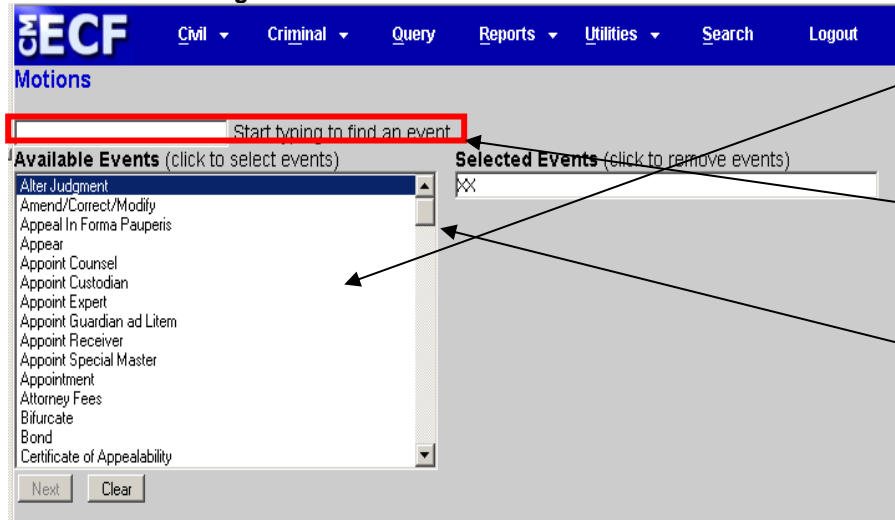 CM ECF Civil Criminal Query Reports Utilities Search Logout
Motions
Start typing to find an event
Available Events (click to select events) Selected Events (click to remove events)
Alter Judgment XX
Amend/Correct/Modify
Appeal In Forma Pauperis
Appear
Appoint Counsel
Appoint Custodian
Appoint Expert
Appoint Guardian ad Litem
Appoint Receiver
Appoint Special Master
Appointment
Attorney Fees
Bifurcate
Bond
Certificate of Appealability
Next Clear